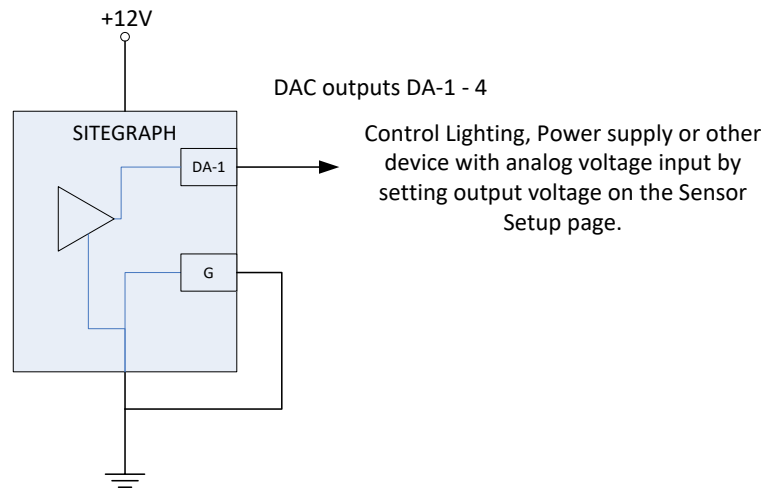 +12V
DAC outputs DA-1 - 4
SITEGRAPH
DA-1
Control Lighting, Power supply or other
device with analog voltage input by
setting output voltage on the Sensor
Setup page.
G